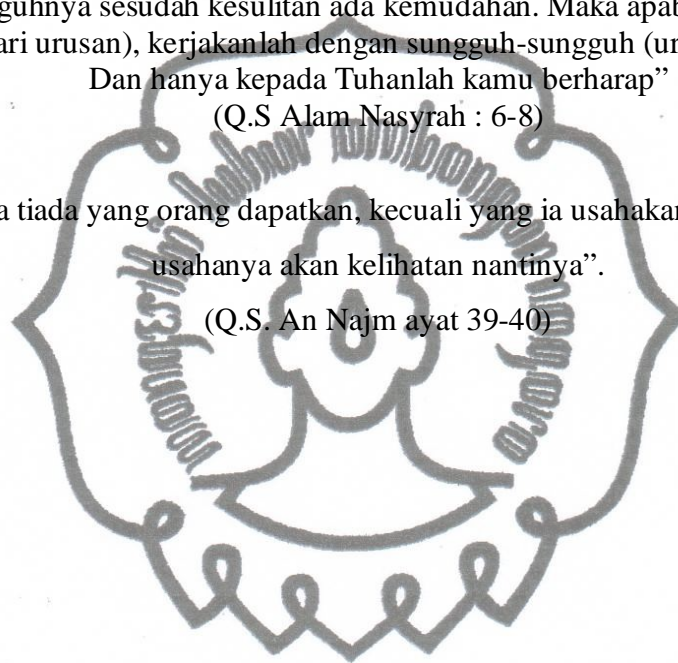 guhnya sesudah kesulitan ada kemudahan. Maka apab
ari urusan), kerjakanlah dengan sungguh-sungguh (ur
Dan hanya kepada Tuhanlah kamu berharap”
(Q.S Alam Nasyrah : 6-8)
a tiada yang orang dapatkan, kecuali yang ia usahakan
usahanya akan kelihatan nantinya”.
(Q.S. An Najm ayat 39-40)